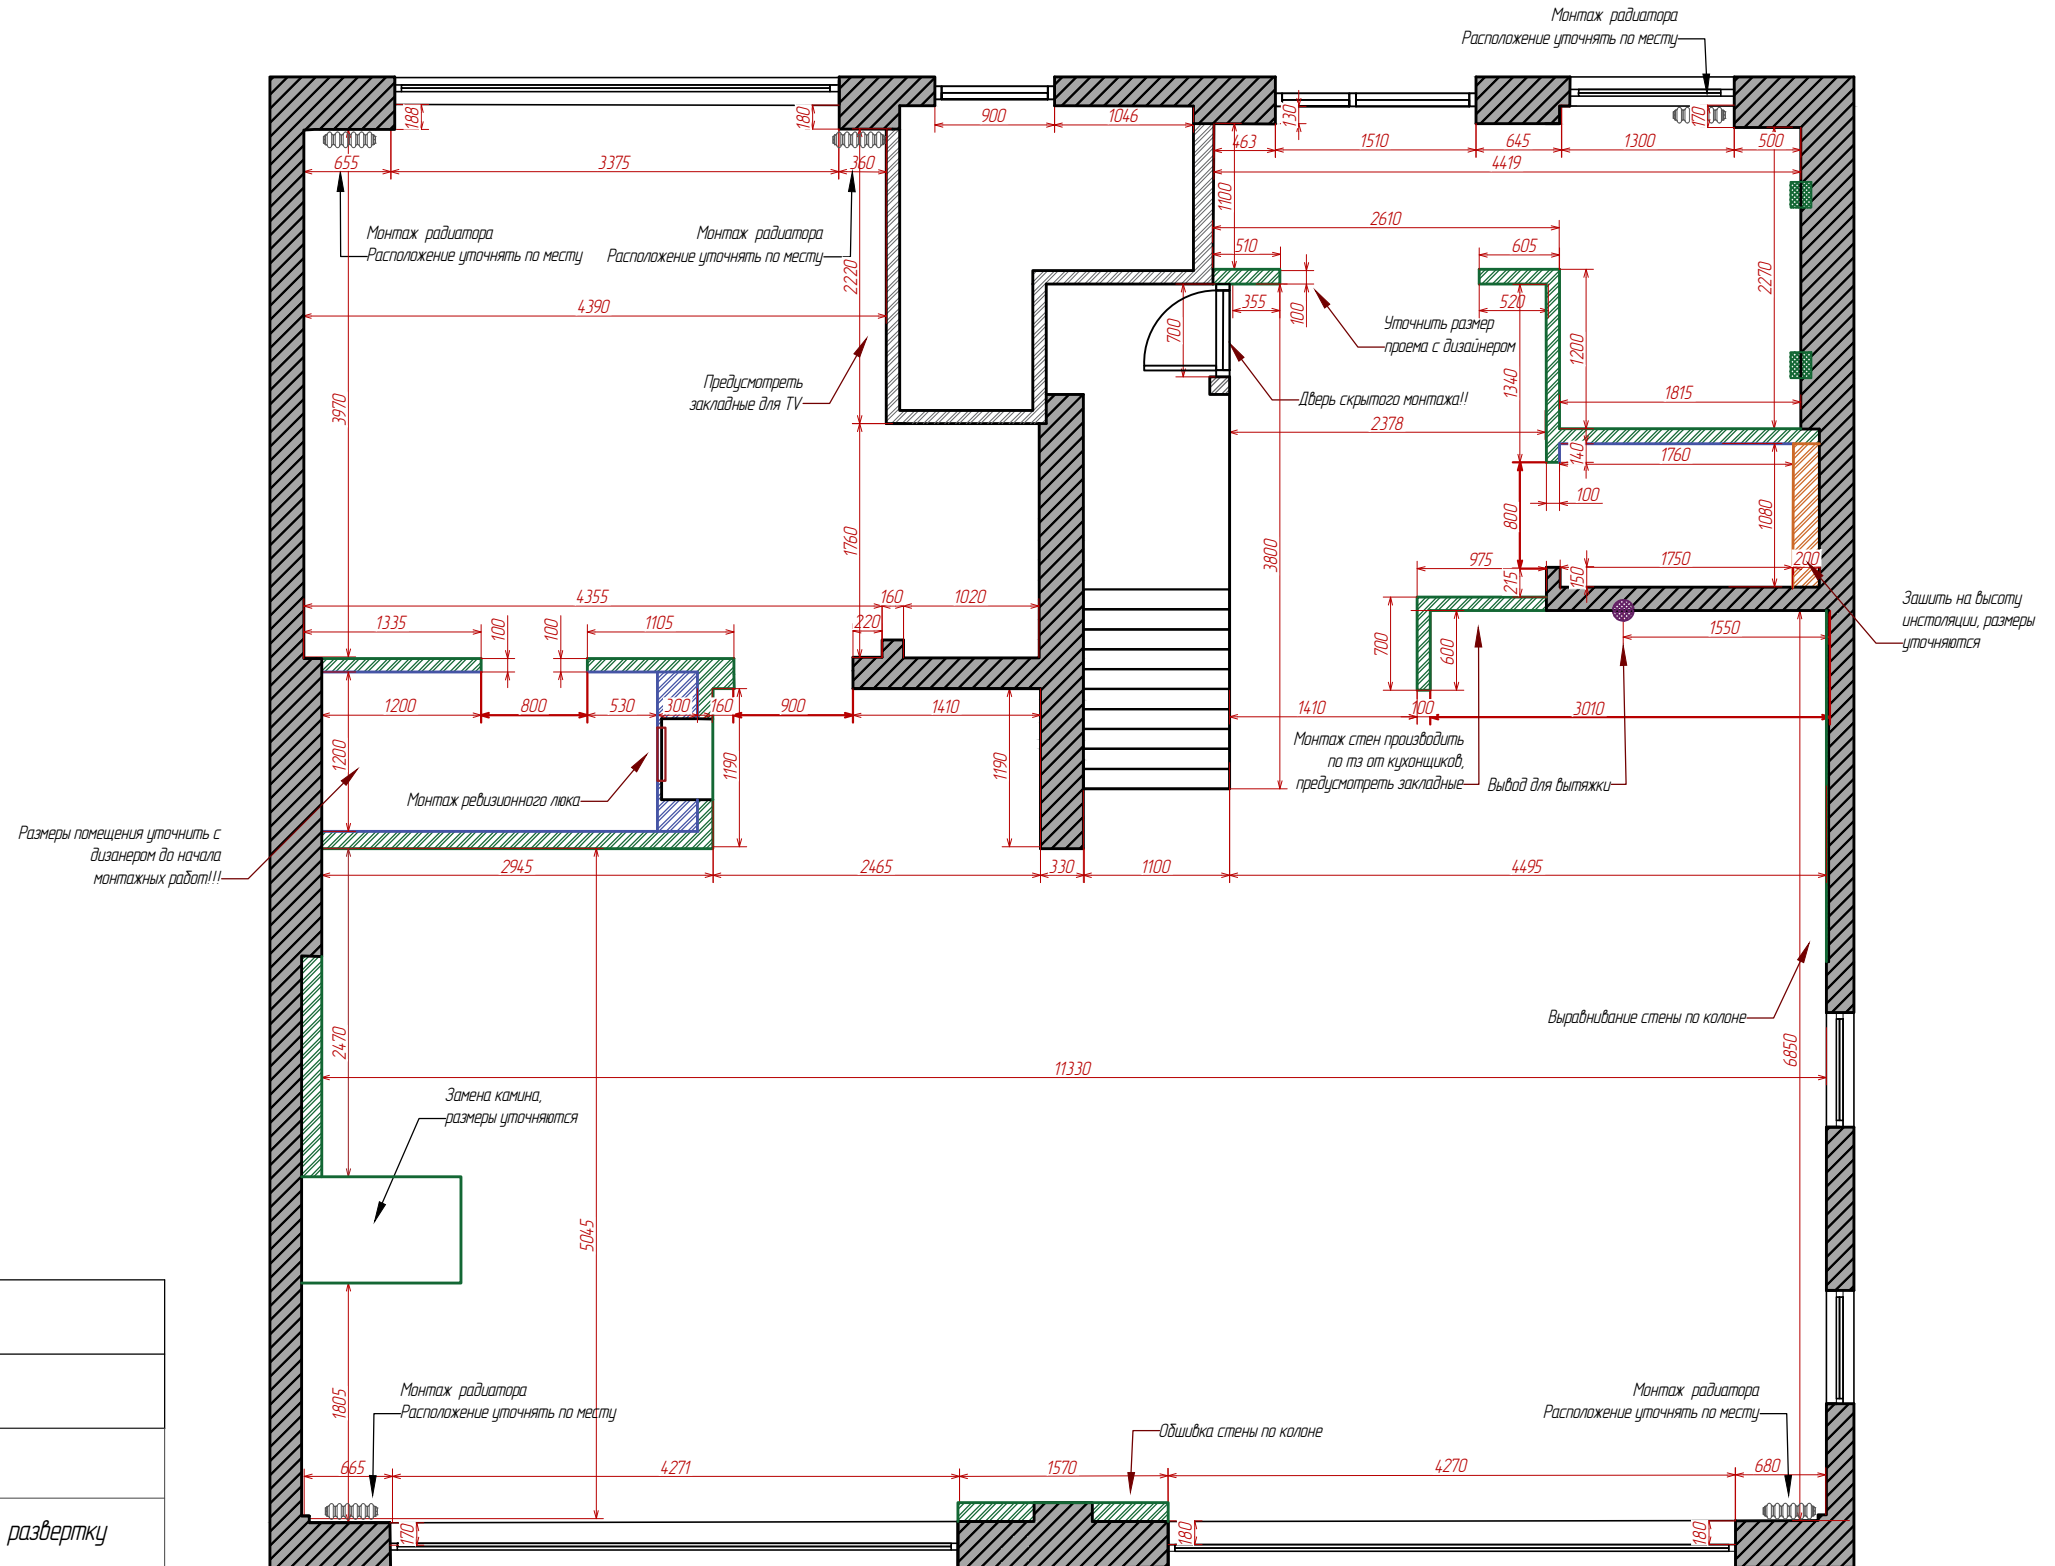 Монтаж радиатора
Расположение уточнять по месту
188
180
900
1046
130
463
1510
645
1300
170
500
655
3375
360
4419
1100
2610
510
605
Монтаж радиатора
Расположение уточнять по месту
Монтаж радиатора
Расположение уточнять по месту
2220
2270
4390
700
355
100
520
Уточнить размер
проема с дизайнером
1200
1340
3970
Предусмотреть
закладные для TV
Дверь скрытого монтажа!!
1815
2378
140
1760
100
800
1080
1760
3800
975
215
150
1750
200
4355
160
1020
1335
100
100
1105
220
700
600
1550
Зашить на высоту
инстоляции, размеры
уточняются
1200
800
530
300
160
900
1410
1410
100
3010
1200
1190
1190
Монтаж стен производить
по тз от кухонщиков,
предусмотреть закладные
Вывод для вытяжки
Монтаж ревизионного люка
Размеры помещения уточнить с
дизанером до начала
монтажных работ!!!
2945
2465
330
1100
4495
Выравнивание стены по колоне
2470
6850
11330
Замена камина,
размеры уточняются
5045
1805
Монтаж радиатора
Расположение уточнять по месту
Монтаж радиатора
Расположение уточнять по месту
Обшивка стены по колоне
665
4271
1570
4270
680
170
180
180
развертку